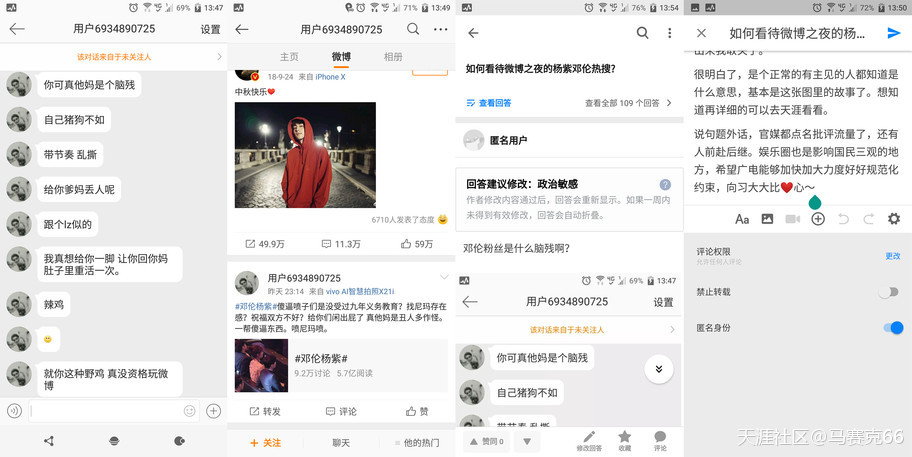 69% 13:47
用户6934890725
设置
该对话来自于未关注人
你可真他妈是个脑残
自己猪狗不如
带节奏 乱撕
给你爹妈丢人呢
跟个lz似的
我真想给你一脚 让你回你妈
肚子里重活一次。
辣鸡
就你这种野鸡 真没资格玩微
博
71% 13:49
用户6934890725
主页
微博
相册
18-9-24 来自 iPhone X
中秋快乐
6710人发表了态度
49.9万
11.3万
59万
用户6934890725
昨天 23:14 来自 vivo AI智慧拍照X21i
#邓伦杨紫#傻逼喷子们是没受过九年义务教育？找尼玛存在
感？祝福双方不好？给你们闲出屁了 真他妈是丑人多作怪。
一帮傻逼东西。喷尼玛喷。
#邓伦杨紫#
9.2万讨论 5.7亿阅读
转发
评论
赞
+ 关注
聊天
他的热门
76% 13:54
如何看待微博之夜的杨紫邓伦热搜？
查看回答
查看全部 109 个回答
匿名用户
回答建议修改：政治敏感
作者修改内容通过后，回答会重新显示。如果一周内
未得到有效修改，回答会自动折叠。
邓伦粉丝是什么脑残啊？
69% 13:47
用户6934890725
设置
该对话来自于未关注人
你可真他妈是个脑残
自己猪狗不如
带节奏 乱撕
赞同 0
修改回答
收藏
评论
72% 13:50
如何看待微博之夜的杨...
很明白了，是个正常的有主见的人都知道是
什么意思，基本是这张图里的故事了。想知
道再详细的可以去天涯看看。
说句题外话，官媒都点名批评流量了，还有
人前赴后继。娱乐圈也是影响国民三观的地
方，希望广电能够加快加大力度好好规范化
约束，向习大大比❤心～
Aa
评论权限
允许任何人评论
更改
禁止转载
匿名身份
天涯社区@马赛克66